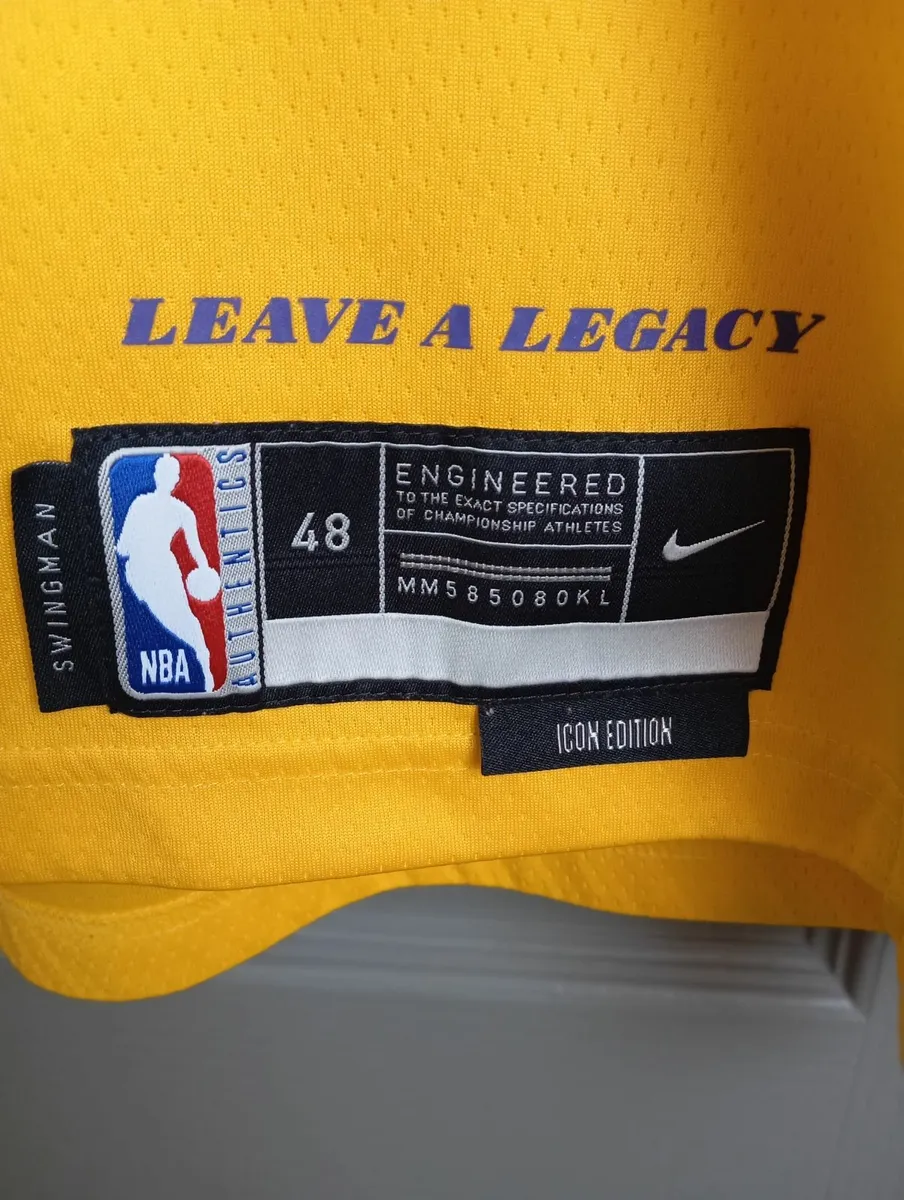 LEAVE A LEGACY
SWINGMAN
NBA
AUTHENTICS
48
ENGINEERED
TO THE EXACT SPECIFICATIONS
OF CHAMPIONSHIP ATHLETES
MM585080KL
ICON EDITION